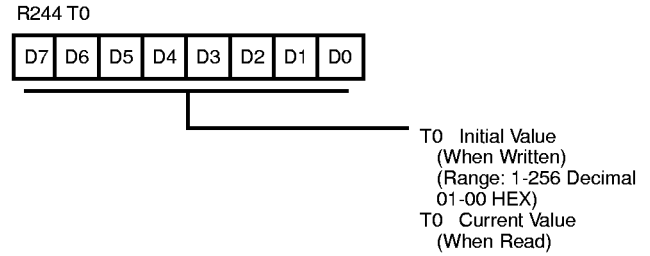 R244 T0
D7 D6 D5 D4 D3 D2 D1 D0
T0 Initial Value
(When Written)
(Range: 1-256 Decimal
01-00 HEX)
T0 Current Value
(When Read)